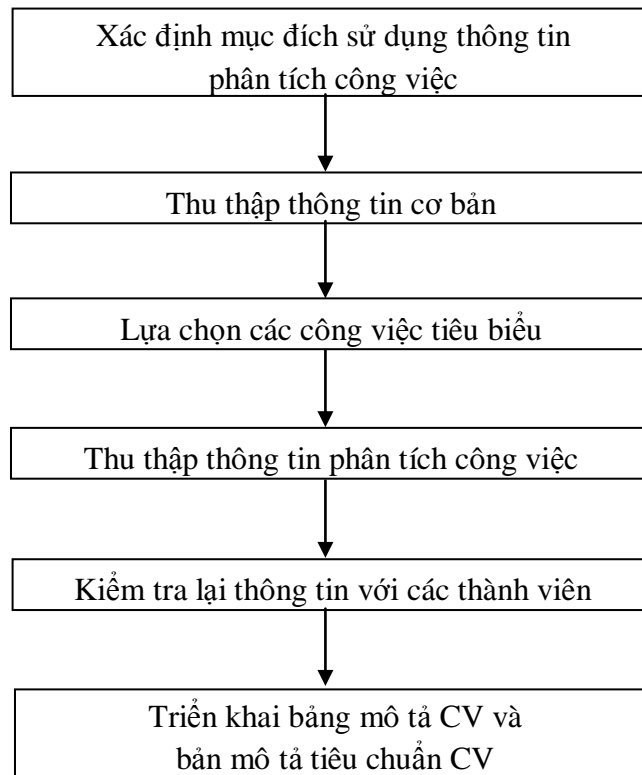 Xác định mục đích sử dụng thông tin
phân tích công việc
Thu thập thông tin cơ bản
Lựa chọn các công việc tiêu biểu
Thu thập thông tin phân tích công việc
Kiểm tra lại thông tin với các thành viên
Triển khai bảng mô tả CV và
bản mô tả tiêu chuẩn CV